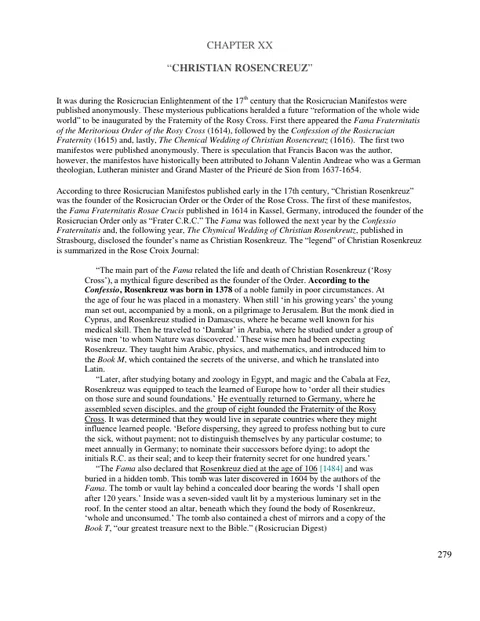 CHAPTER XX
“CHRISTIAN ROSENCREUZ”
It was during the Rosicrucian Enlightenment of the 17th century that the Rosicrucian Manifestos were
published anonymously. These mysterious publications heralded a future “reformation of the whole wide
world” to be inaugurated by the Fraternity of the Rosy Cross. First there appeared the Fama Fraternitatis
of the Meritorious Order of the Rosy Cross (1614), followed by the Confession of the Rosicrucian
Fraternity (1615) and, lastly, The Chemical Wedding of Christian Rosencreutz (1616). The first two
manifestos were published anonymously. There is speculation that Francis Bacon was the author,
however, the manifestos have historically been attributed to Johann Valentin Andreae who was a German
theologian, Lutheran minister and Grand Master of the Prieuré de Sion from 1637-1654.
According to three Rosicrucian Manifestos published early in the 17th century, “Christian Rosenkreuz”
was the founder of the Rosicrucian Order or the Order of the Rose Cross. The first of these manifestos,
the Fama Fraternitatis Rosae Crucis published in 1614 in Kassel, Germany, introduced the founder of the
Rosicrucian Order only as “Frater C.R.C.” The Fama was followed the next year by the Confessio
Fraternitatis and, the following year, The Chymical Wedding of Christian Rosenkreutz, published in
Strasbourg, disclosed the founder’s name as Christian Rosenkreuz. The “legend” of Christian Rosenkreuz
is summarized in the Rose Croix Journal:
“The main part of the Fama related the life and death of Christian Rosenkreuz (‘Rosy
Cross’), a mythical figure described as the founder of the Order. According to the
Confessio, Rosenkreuz was born in 1378 of a noble family in poor circumstances. At
the age of four he was placed in a monastery. When still ‘in his growing years’ the young
man set out, accompanied by a monk, on a pilgrimage to Jerusalem. But the monk died in
Cyprus, and Rosenkreuz studied in Damascus, where he became well known for his
medical skill. Then he traveled to ‘Damkar’ in Arabia, where he studied under a group of
wise men ‘to whom Nature was discovered.’ These wise men had been expecting
Rosenkreuz. They taught him Arabic, physics, and mathematics, and introduced him to
the Book M, which contained the secrets of the universe, and which he translated into
Latin.
“Later, after studying botany and zoology in Egypt, and magic and the Cabala at Fez,
Rosenkreuz was equipped to teach the learned of Europe how to ‘order all their studies
on those sure and sound foundations.’ He eventually returned to Germany, where he
assembled seven disciples, and the group of eight founded the Fraternity of the Rosy
Cross. It was determined that they would live in separate countries where they might
influence learned people. ‘Before dispersing, they agreed to profess nothing but to cure
the sick, without payment; not to distinguish themselves by any particular costume; to
meet annually in Germany; to nominate their successors before dying; to adopt the
initials R.C. as their seal; and to keep their fraternity secret for one hundred years.’
“The Fama also declared that Rosenkreuz died at the age of 106 [1484] and was
buried in a hidden tomb. This tomb was later discovered in 1604 by the authors of the
Fama. The tomb or vault lay behind a concealed door bearing the words ‘I shall open
after 120 years.’ Inside was a seven-sided vault lit by a mysterious luminary set in the
roof. In the center stood an altar, beneath which they found the body of Rosenkreuz,
‘whole and unconsumed.’ The tomb also contained a chest of mirrors and a copy of the
Book T, “our greatest treasure next to the Bible.” (Rosicrucian Digest)
279